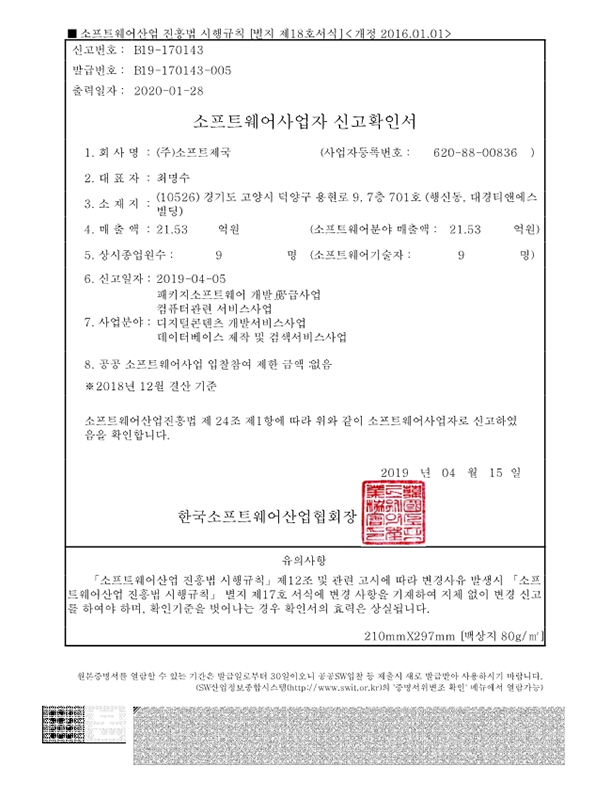 ■ 소프트웨어산업 진흥법 시행규칙 [별지 제18호서식]<개정 2016.01.01>
신고번호 : B19-170143
발급번호 : B19-170143-005
출력일자 : 2020-01-28
소프트웨어사업자 신고확인서
1. 회 사 명 : (주)소프트제국 (사업자등록번호 : 620-88-00836 )
2. 대 표 자 : 최명수
3. 소 재 지 : (10526) 경기도 고양시 덕양구 용현로 9, 7층 701호 (행신동, 대경티앤에스
빌딩)
4. 매 출 액 : 21.53 억원 (소프트웨어분야 매출액 : 21.53 억원)
5. 상시종업원수 : 9 명 (소프트웨어기술자 : 9 명)
6. 신고일자 : 2019-04-05
패키지소프트웨어 개발 급사업
컴퓨터관련 서비스사업
7. 사업분야 : 디지털콘텐츠 개발서비스사업
데이터베이스 제작 및 검색서비스사업
8. 공공 소프트웨어사업 입찰참여 제한 금액 :없음
※2018년 12월 결산 기준
소프트웨어산업진흥법 제 24조 제1항에 따라 위와 같이 소프트웨어사업자로 신고하였
음을 확인합니다.
2019 년 04 월 15 일
한국소프트웨어산업협회장
유의사항
「소프트웨어산업 진흥법 시행규칙」제12조 및 관련 고시에 따라 변경사유 발생시 「소프
트웨어산업 진흥법 시행규칙」 별지 제17호 서식에 변경 사항을 기재하여 지체 없이 변경 신고
를 하여야 하며, 확인기준을 벗어나는 경우 확인서의 효력은 상실됩니다.
210mmX297mm [백상지 80g/㎡]
원본증명서를 열람할 수 있는 기간은 발급일로부터 30일이오니 공공SW입찰 등 제출시 새로 발급받아 사용하시기 바랍니다.
(SW산업정보종합시스템(http://www.swit.or.kr)의 '증명서위변조 확인' 메뉴에서 열람가능)